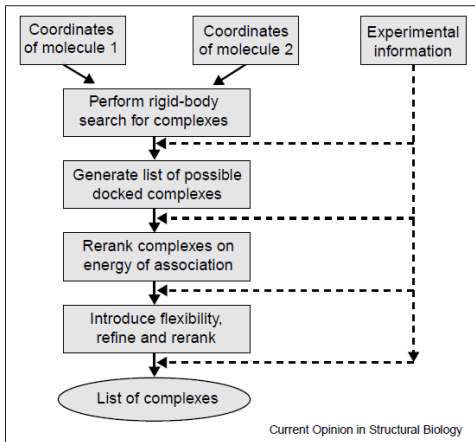 Coordinates
of molecule 1
Coordinates
of molecule 2
Experimental
information
Perform rigid-body
search for complexes
Generate list of possible
docked complexes
Rerank complexes on
energy of association
Introduce flexibility,
refine and rerank
List of complexes
Current Opinion in Structural Biology